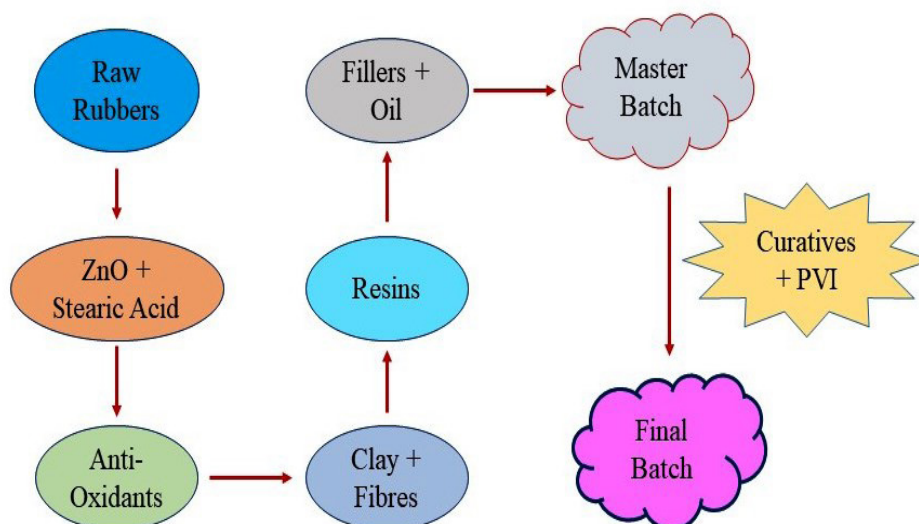 Raw
Rubbers
ZnO +
Stearic Acid
Anti-
Oxidants
Clay +
Fibres
Resins
Fillers +
Oil
Master
Batch
Curatives
+ PVI
Final
Batch